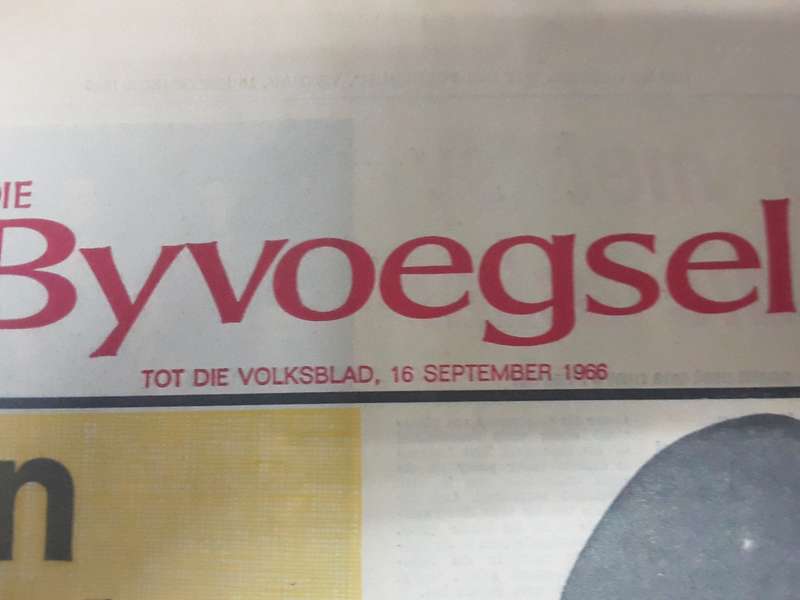 DIE
Byvoegsel
TOT DIE VOLKSBLAD, 16 SEPTEMBER 1966
n